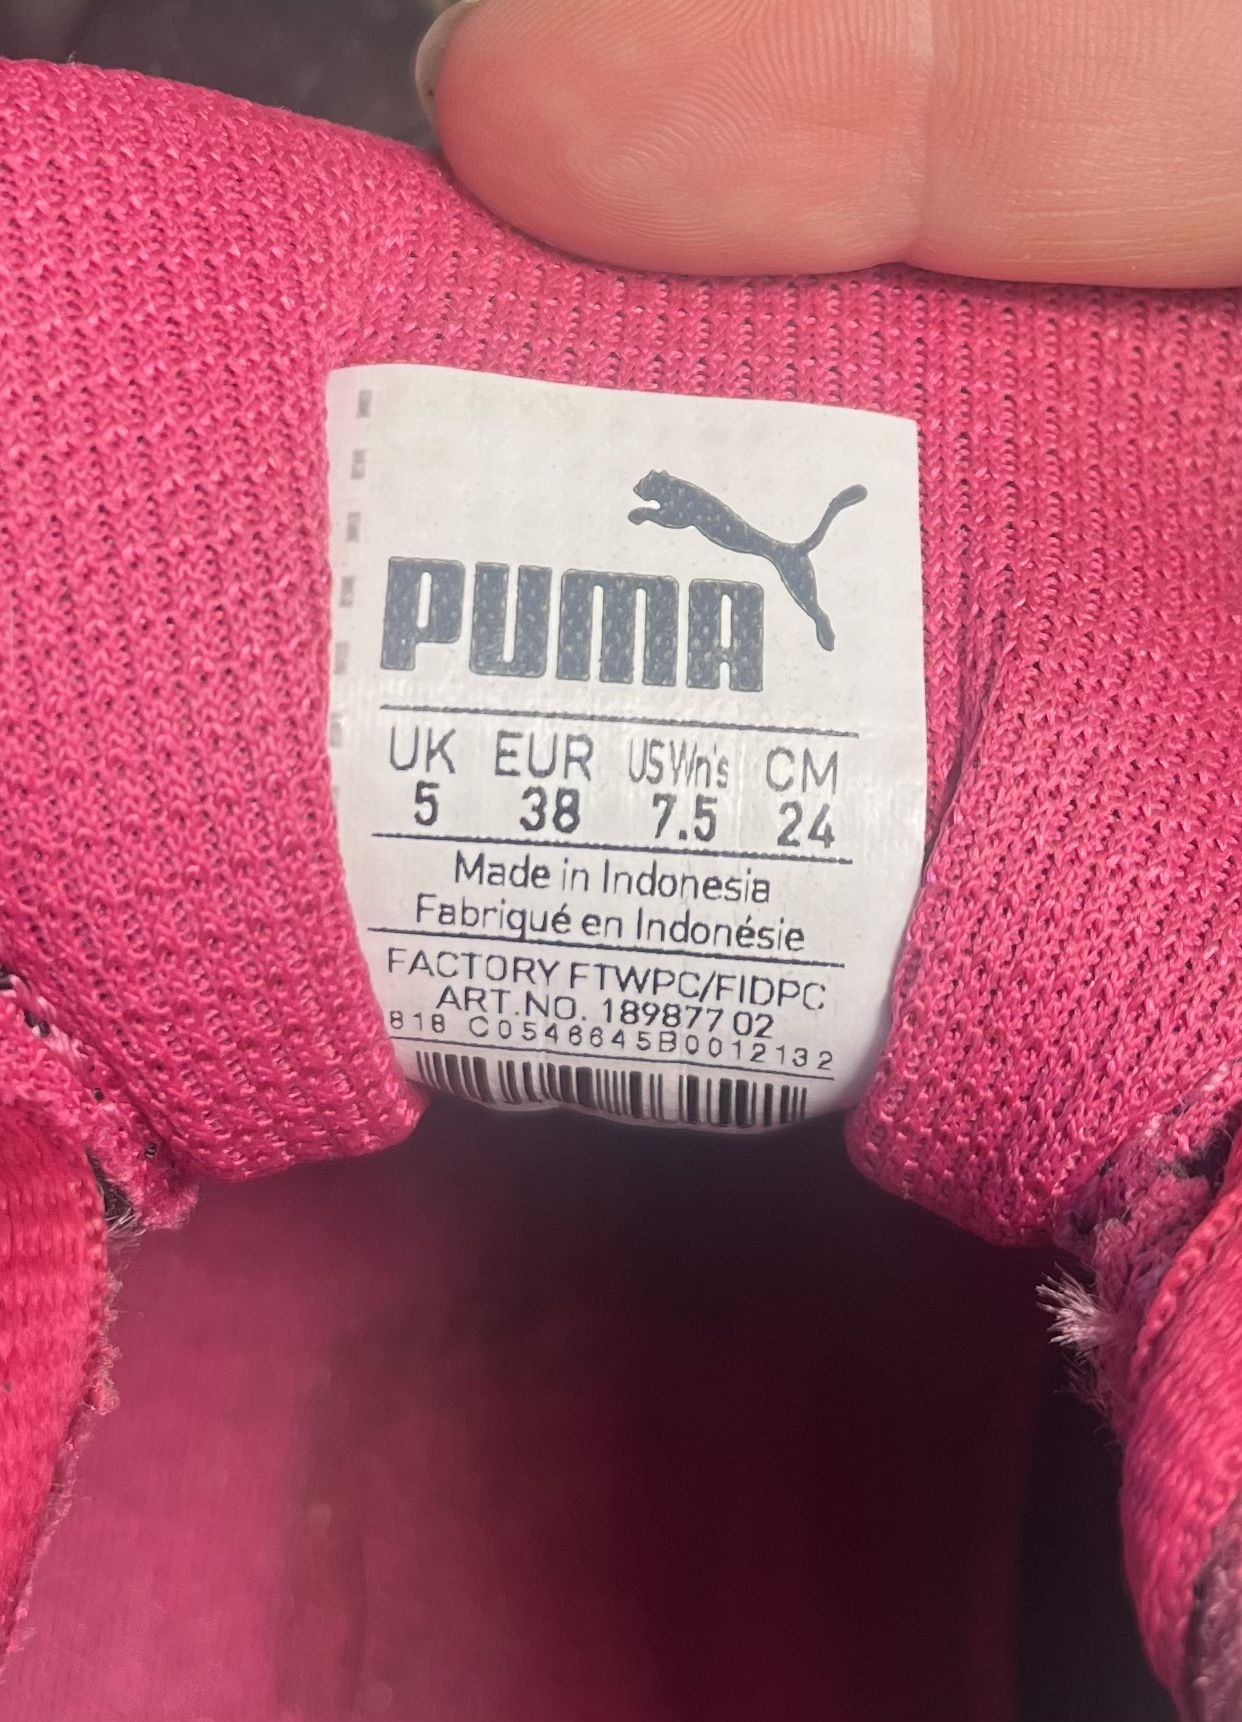 PUMA
UK EUR US Wn's CM
5 38 7.5 24
Made in Indonesia
Fabriqué en Indonésie
FACTORY FTWPC/FIDPC
ART.NO. 189877 02
818 C0546645B0012132